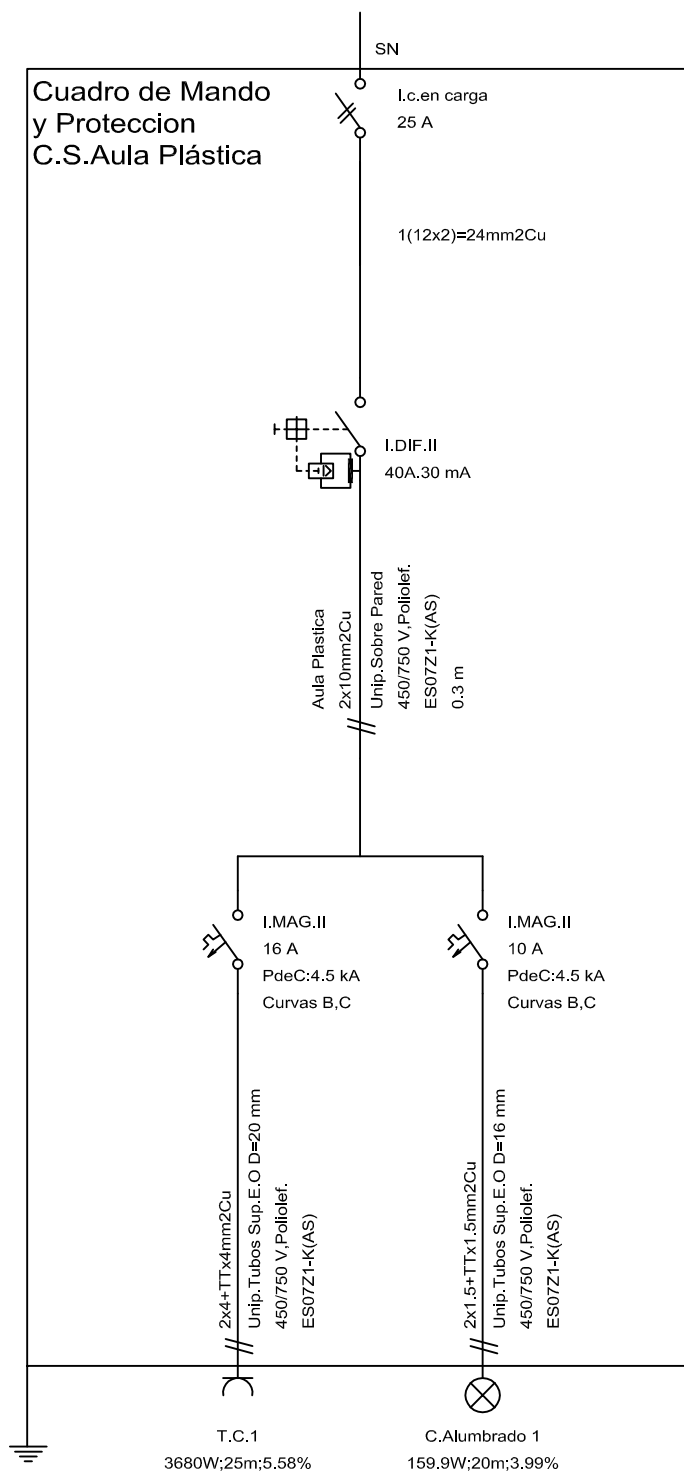 SN
Cuadro de Mando
y Proteccion
C.S.Aula Plástica
I.c.en carga
25 A
1(12x2)=24mm2Cu
I.DIF.II
40A.30 mA
Aula Plastica
2x10mm2Cu
Unip.Sobre Pared
450/750 V,Poliolef.
ES07Z1-K(AS)
0.3 m
I.MAG.II
16 A
PdeC:4.5 kA
Curvas B,C
I.MAG.II
10 A
PdeC:4.5 kA
Curvas B,C
2x4+TTx4mm2Cu
Unip.Tubos Sup.E.O D=20 mm
450/750 V,Poliolef.
ES07Z1-K(AS)
2x1.5+TTx1.5mm2Cu
Unip.Tubos Sup.E.O D=16 mm
450/750 V,Poliolef.
ES07Z1-K(AS)
T.C.1
3680W;25m;5.58%
C.Alumbrado 1
159.9W;20m;3.99%